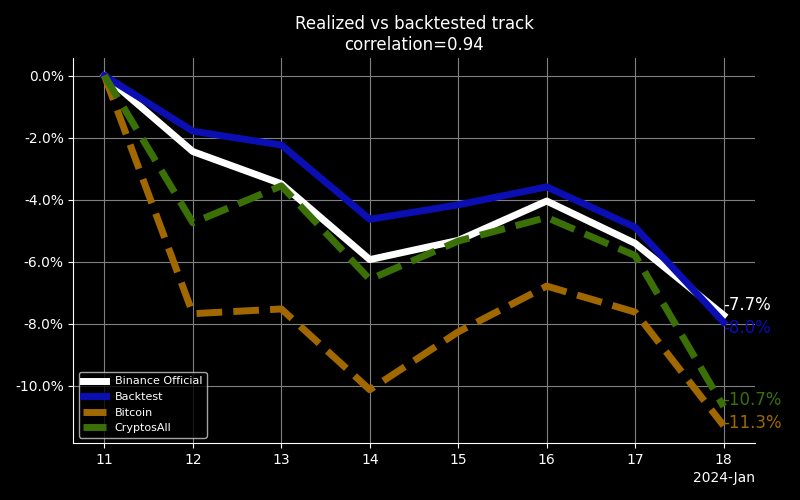 Realized vs backtested track
correlation=0.94
0.0%
-2.0%
-4.0%
-6.0%
-8.0%
-10.0%
-7.7%
-8.0%
-10.7%
-11.3%
Binance Official
Backtest
Bitcoin
CryptosAll
11 12 13 14 15 16 17 18
2024-Jan